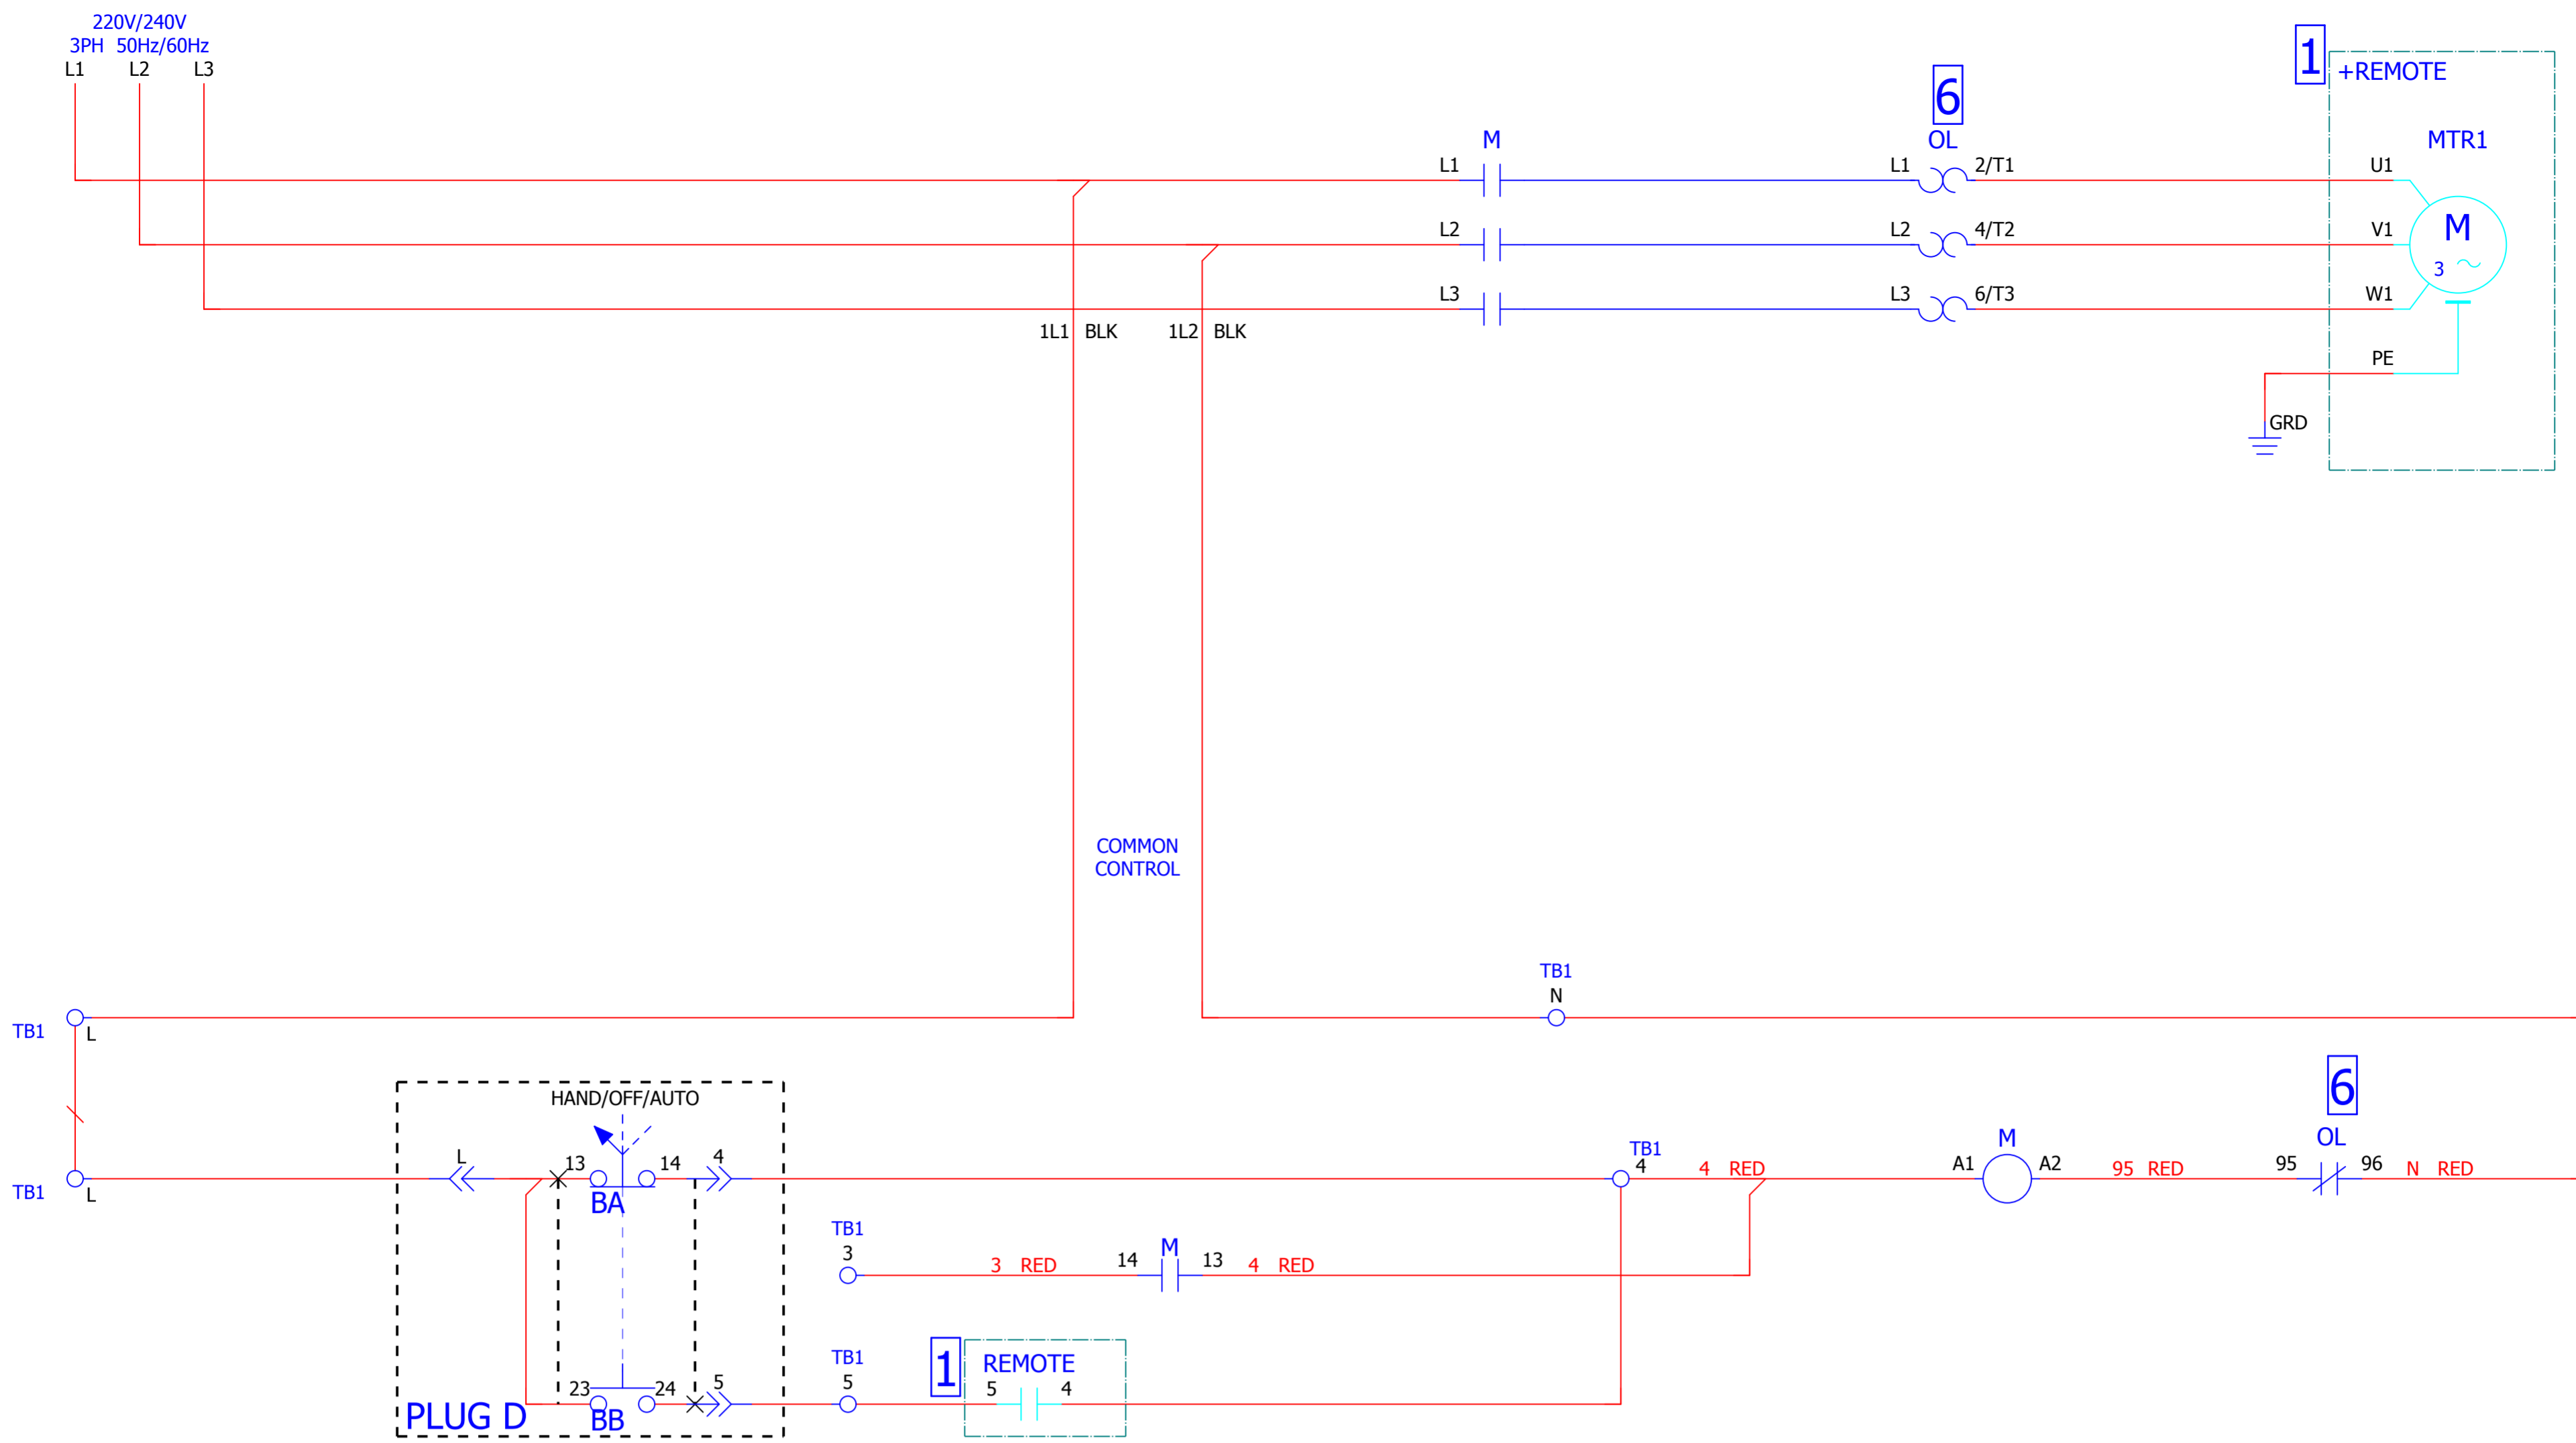 220V/240V
3PH 50Hz/60Hz
L1 L2 L3
1
+REMOTE
6
OL
M
MTR1
L1 L1 2/T1 U1
L2 L2 4/T2 V1
M
3
L3 L3 6/T3 W1
1L1 BLK 1L2 BLK
PE
GRD
COMMON
CONTROL
TB1
N
TB1 L
6
HAND/OFF/AUTO
OL
M
TB1
L 13 14 4 4 4 RED A1 A2 95 RED 95 96 N RED
TB1 L
BA
TB1
3 3 RED 14 M 13 4 RED
TB1
1 REMOTE
23 24 5 5 5 4
PLUG D BB